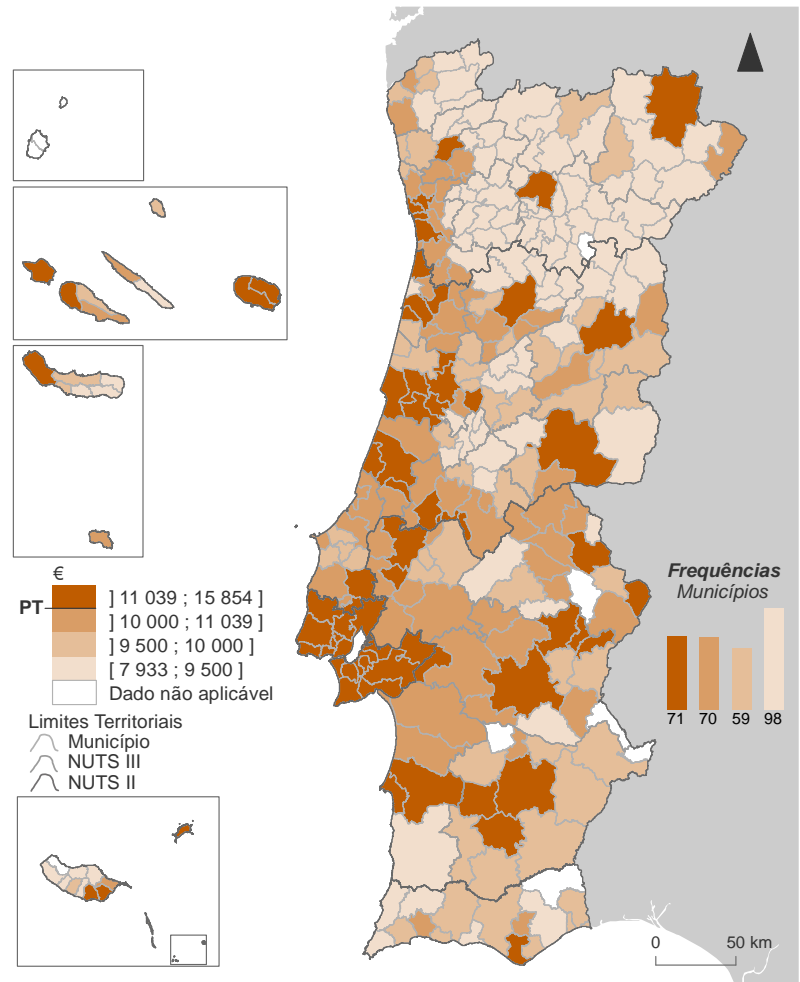 €
PT
] 11 039 ; 15 854 ]
] 10 000 ; 11 039 ]
] 9 500 ; 10 000 ]
[ 7 933 ; 9 500 ]
Dado não aplicável
Limites Territoriais
Município
NUTS III
NUTS II
Frequências
Municípios
71 70 59 98
0 50 km